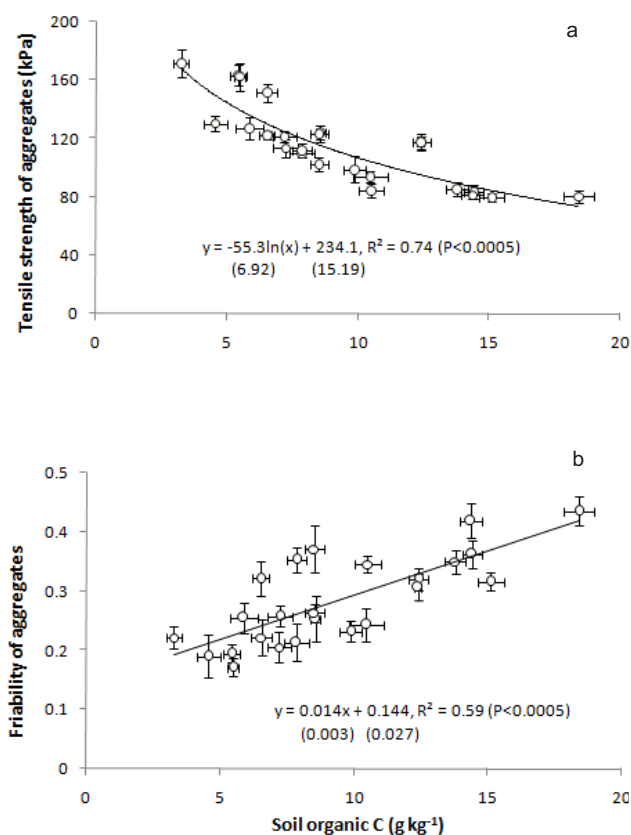 a
Tensile strength of aggregates (kPa)
200
160
120
80
40
0
y = -55.3ln(x) + 234.1, R² = 0.74 (P<0.0005)
(6.92) (15.19)
0 5 10 15 20
b
Friability of aggregates
0.5
0.4
0.3
0.2
0.1
0
y = 0.014x + 0.144, R² = 0.59 (P<0.0005)
(0.003) (0.027)
0 5 10 15 20
Soil organic C (g kg⁻¹)